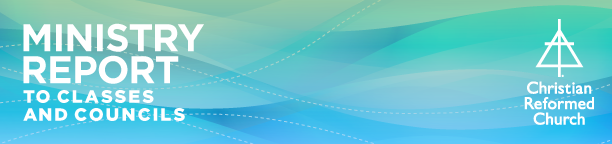 MINISTRY
REPORT
TO CLASSES
AND COUNCILS
Christian
Reformed
Church